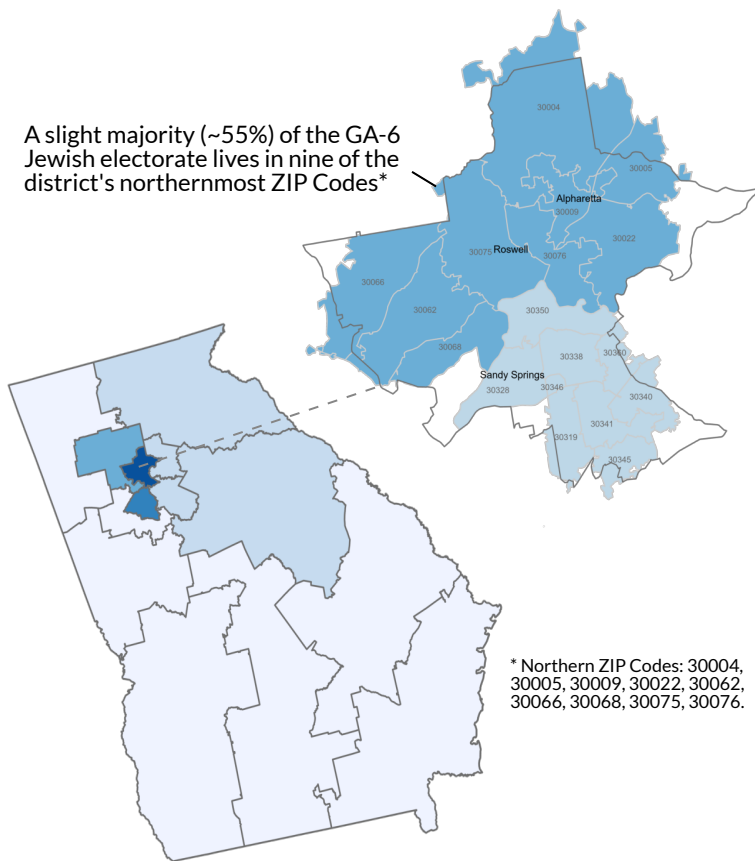 A slight majority (~55%) of the GA-6
Jewish electorate lives in nine of the
district's northernmost ZIP Codes*
30004
30005
Alpharetta
30009
30022
30075
Roswell
30076
30066
30062
30068
30350
30338
30360
Sandy Springs
30328
30346
30340
30319
30341
30345
* Northern ZIP Codes: 30004,
30005, 30009, 30022, 30062,
30066, 30068, 30075, 30076.